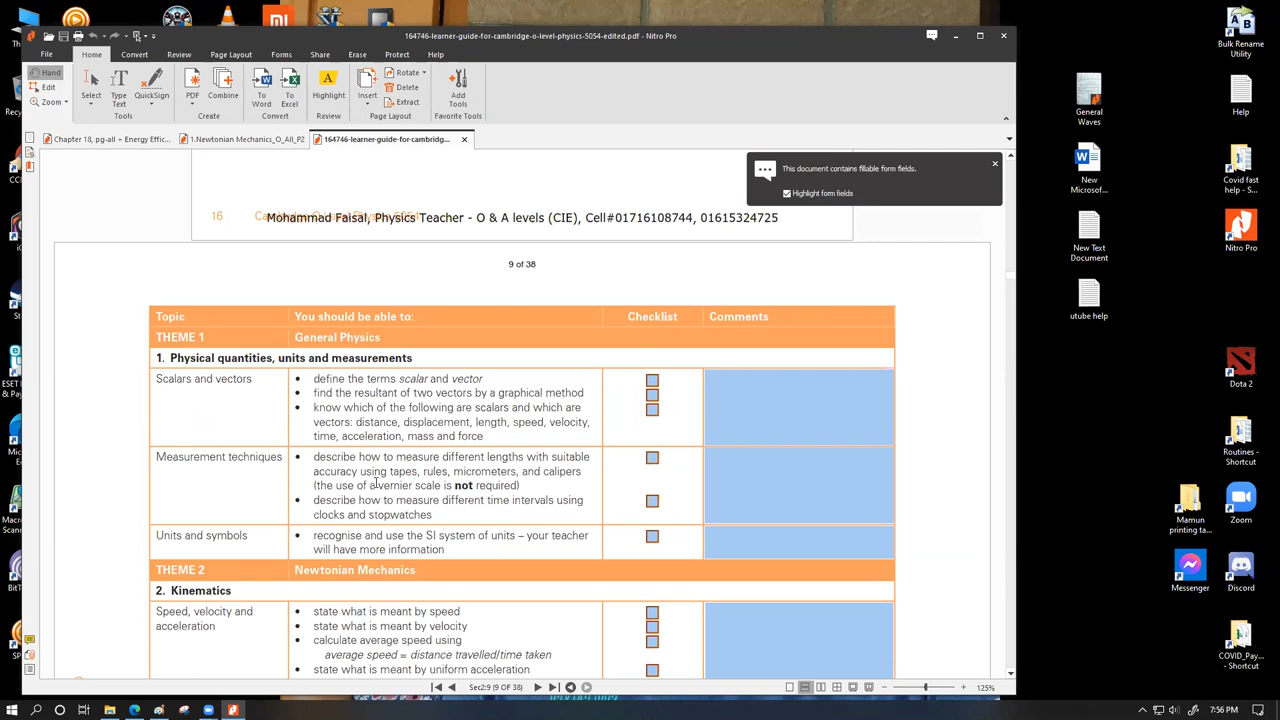 164746-learner-guide-for-cambridge-o-level-physics-5054-edited.pdf - Nitro Pro
File Home Convert Review Page Layout Forms Share Erase Protect Help
Hand
Edit
Zoom
Select
Type Text
QuickSign
Tools
PDF
Combine
Create
To Word
To Excel
Convert
Highlight
Review
Insert
Rotate
Delete
Extract
Page Layout
Add Tools
Favorite Tools
Chapter 18, pg-all + Energy Effic...
1.Newtonian Mechanics_O_All_P2
164746-learner-guide-for-cambridg...
This document contains fillable form fields.
Highlight form fields
16
Mohammad Faisal, Physics Teacher - O & A levels (CIE), Cell#01716108744, 01615324725
9 of 38
Topic You should be able to: Checklist Comments
THEME 1 General Physics
1. Physical quantities, units and measurements
Scalars and vectors
• define the terms scalar and vector
• find the resultant of two vectors by a graphical method
• know which of the following are scalars and which are
vectors: distance, displacement, length, speed, velocity,
time, acceleration, mass and force
Measurement techniques
• describe how to measure different lengths with suitable
accuracy using tapes, rules, micrometers, and calipers
(the use of a vernier scale is not required)
• describe how to measure different time intervals using
clocks and stopwatches
Units and symbols
• recognise and use the SI system of units – your teacher
will have more information
THEME 2 Newtonian Mechanics
2. Kinematics
Speed, velocity and
acceleration
• state what is meant by speed
• state what is meant by velocity
• calculate average speed using
average speed = distance travelled/time taken
• state what is meant by uniform acceleration
Sec2:9 (9 OF 38)
125%
General
Waves
New
Microsof...
New Text
Document
utube help
Bulk Rename
Utility
Help
Covid fast
help - S...
Nitro Pro
Dota 2
Routines -
Shortcut
Mamun
printing ta...
Zoom
Messenger
Discord
COVID_Pay...
- Shortcut
7:56 PM